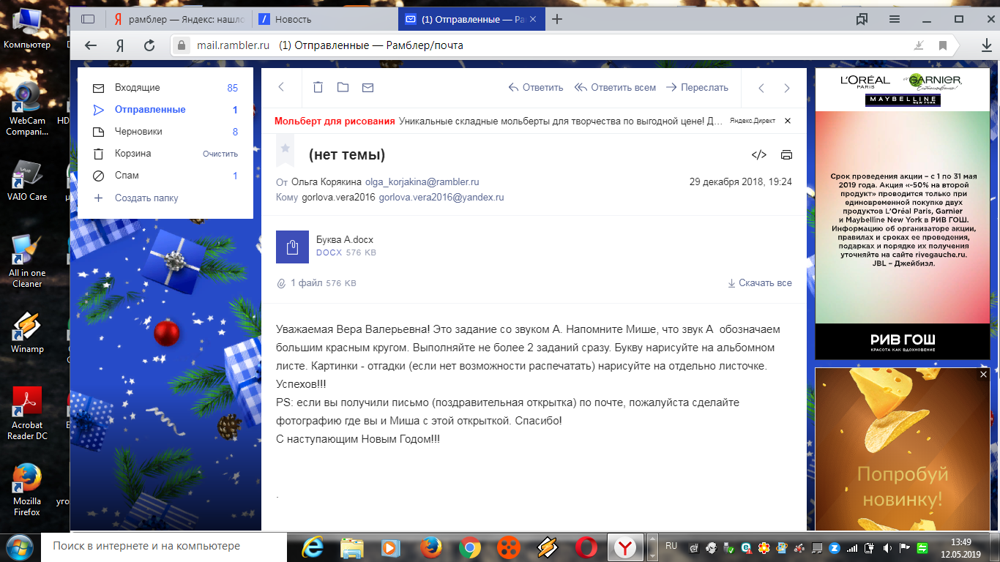 Компьютер
WebCam
Compani...
HD
VAIO Care
All in one
Cleaner
Winamp
Acrobat
Reader DC
Mozilla
Firefox
уго
рамблер — Яндекс: нашло
Новость
(1) Отправленные — Ра
mail.rambler.ru (1) Отправленные — Рамблер/почта
Входящие 85
Отправленные 1
Черновики 8
Корзина Очистить
Спам 1
Создать папку
Ответить Ответить всем Переслать
Мольберт для рисования Уникальные складные мольберты для творчества по выгодной цене! Д... Яндекс.Директ
(нет темы)
От Ольга Корякина olga_korjakina@rambler.ru 29 декабря 2018, 19:24
Кому gorlova.vera2016 gorlova.vera2016@yandex.ru
Буква А.docx
DOCX 576 KB
1 файл 576 KB Скачать все
Уважаемая Вера Валерьевна! Это задание со звуком А. Напомните Мише, что звук А обозначаем
большим красным кругом. Выполняйте не более 2 заданий сразу. Букву нарисуйте на альбомном
листе. Картинки - отгадки (если нет возможности распечатать) нарисуйте на отдельно листочке.
Успехов!!!
PS: если вы получили письмо (поздравительная открытка) по почте, пожалуйста сделайте
фотографию где вы и Миша с этой открыткой. Спасибо!
С наступающим Новым Годом!!!
.
L'ORÉAL
PARIS
GARNIER
MAYBELLINE
NEW YORK
Срок проведения акции – с 1 по 31 мая
2019 года. Акция «-50% на второй
продукт» проводится только при
единовременной покупке двух
продуктов L'Oréal Paris, Garnier
и Maybelline New York в РИВ ГОШ.
Информацию об организаторе акции,
правилах и сроках ее проведения,
подарках и порядке их получения
уточняйте на сайте rivegauche.ru.
JBL – Джейбиэл.
РИВ ГОШ
КРАСОТА КАК ВДОХНОВЕНИЕ
Попробуй
новинку!
Поиск в интернете и на компьютере
RU
13:49
12.05.2019